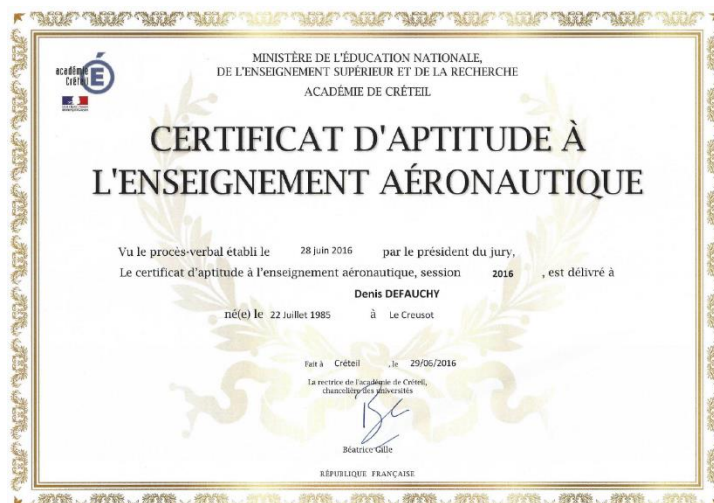 académie
Créteil
MINISTÈRE DE L'ÉDUCATION NATIONALE,
DE L'ENSEIGNEMENT SUPÉRIEUR ET DE LA RECHERCHE
ACADÉMIE DE CRÉTEIL
CERTIFICAT D'APTITUDE À
L'ENSEIGNEMENT AÉRONAUTIQUE
Vu le procès-verbal établi le 28 juin 2016 par le président du jury,
Le certificat d'aptitude à l'enseignement aéronautique, session 2016 , est délivré à
Denis DEFAUCHY
né(e) le 22 Juillet 1985 à Le Creusot
Fait à Créteil , le 29/06/2016
La rectrice de l'académie de Créteil,
chancelière des universités
Béatrice Gille
RÉPUBLIQUE FRANÇAISE